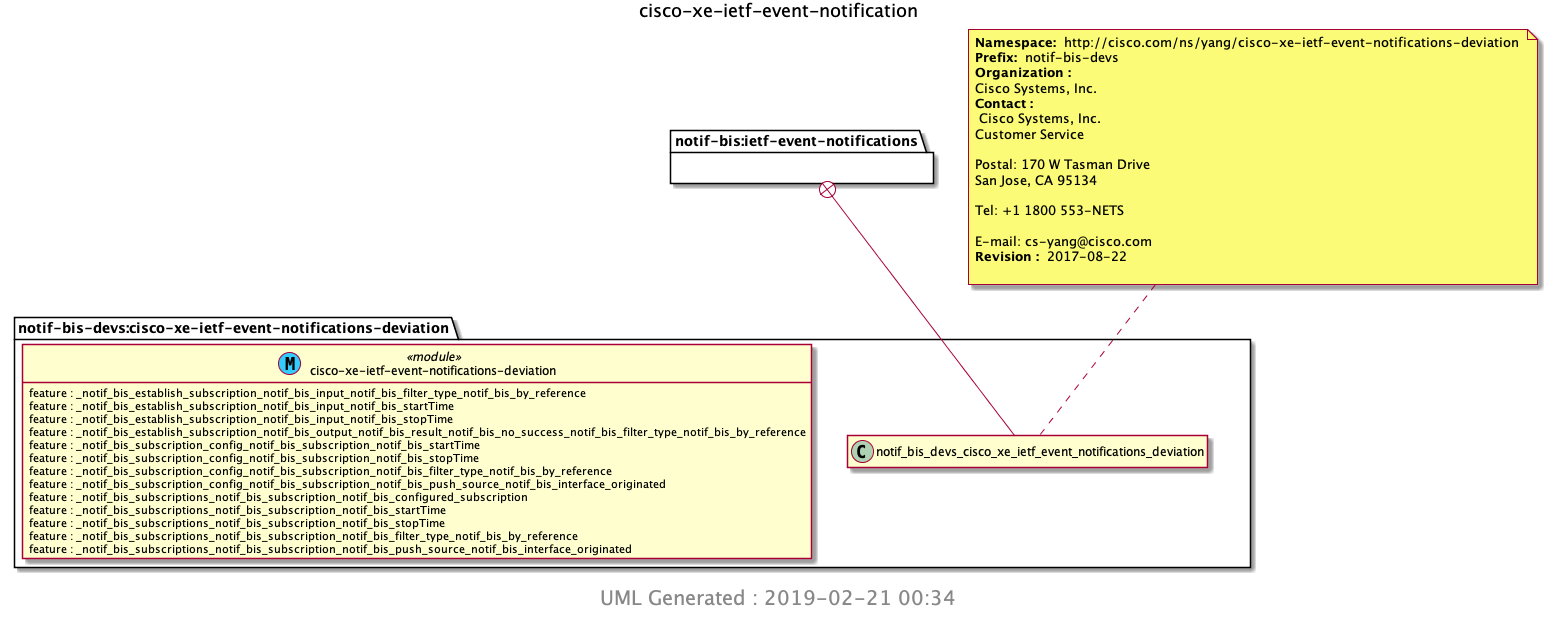 cisco-xe-ietf-event-notification
Namespace: http://cisco.com/ns/yang/cisco-xe-ietf-event-notifications-deviation
Prefix: notif-bis-devs
Organization :
Cisco Systems, Inc.
Contact :
Cisco Systems, Inc.
Customer Service
Postal: 170 W Tasman Drive
San Jose, CA 95134
Tel: +1 1800 553-NETS
E-mail: cs-yang@cisco.com
Revision : 2017-08-22
notif-bis:ietf-event-notifications
notif-bis-devs:cisco-xe-ietf-event-notifications-deviation
«module»
M cisco-xe-ietf-event-notifications-deviation
feature : _notif_bis_establish_subscription_notif_bis_input_notif_bis_filter_type_notif_bis_by_reference
feature : _notif_bis_establish_subscription_notif_bis_input_notif_bis_startTime
feature : _notif_bis_establish_subscription_notif_bis_input_notif_bis_stopTime
feature : _notif_bis_establish_subscription_notif_bis_output_notif_bis_result_notif_bis_no_success_notif_bis_filter_type_notif_bis_by_reference
feature : _notif_bis_subscription_config_notif_bis_subscription_notif_bis_startTime
feature : _notif_bis_subscription_config_notif_bis_subscription_notif_bis_stopTime
feature : _notif_bis_subscription_config_notif_bis_subscription_notif_bis_filter_type_notif_bis_by_reference
feature : _notif_bis_subscription_config_notif_bis_subscription_notif_bis_push_source_notif_bis_interface_originated
feature : _notif_bis_subscriptions_notif_bis_subscription_notif_bis_configured_subscription
feature : _notif_bis_subscriptions_notif_bis_subscription_notif_bis_startTime
feature : _notif_bis_subscriptions_notif_bis_subscription_notif_bis_stopTime
feature : _notif_bis_subscriptions_notif_bis_subscription_notif_bis_filter_type_notif_bis_by_reference
feature : _notif_bis_subscriptions_notif_bis_subscription_notif_bis_push_source_notif_bis_interface_originated
C notif_bis_devs_cisco_xe_ietf_event_notifications_deviation
UML Generated : 2019-02-21 00:34